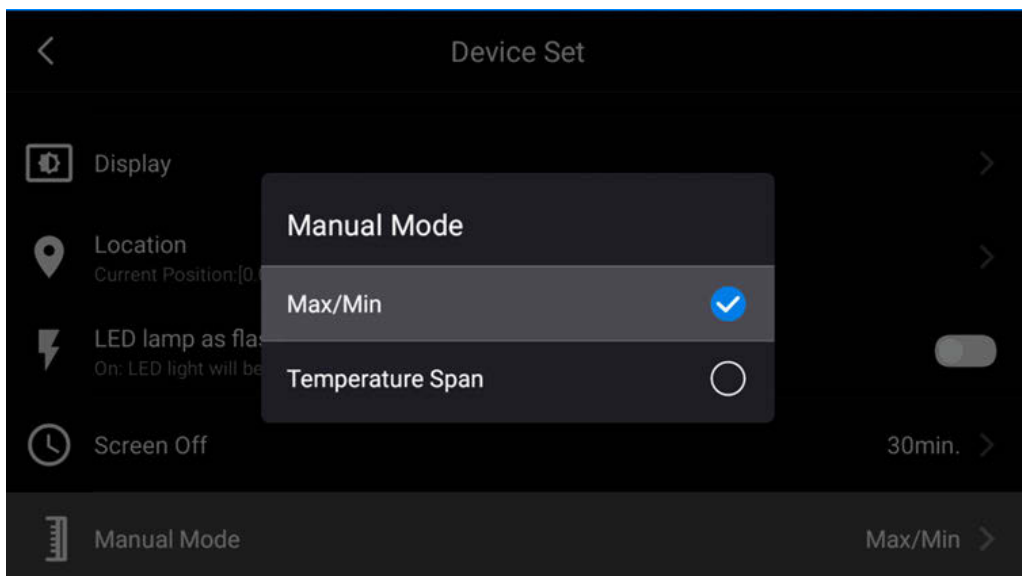 Device Set
Display
Manual Mode
Location
Current Position:[0.
Max/Min
LED lamp as
On: LED light will be
Temperature Span
Screen Off
30min.
Manual Mode
Max/Min